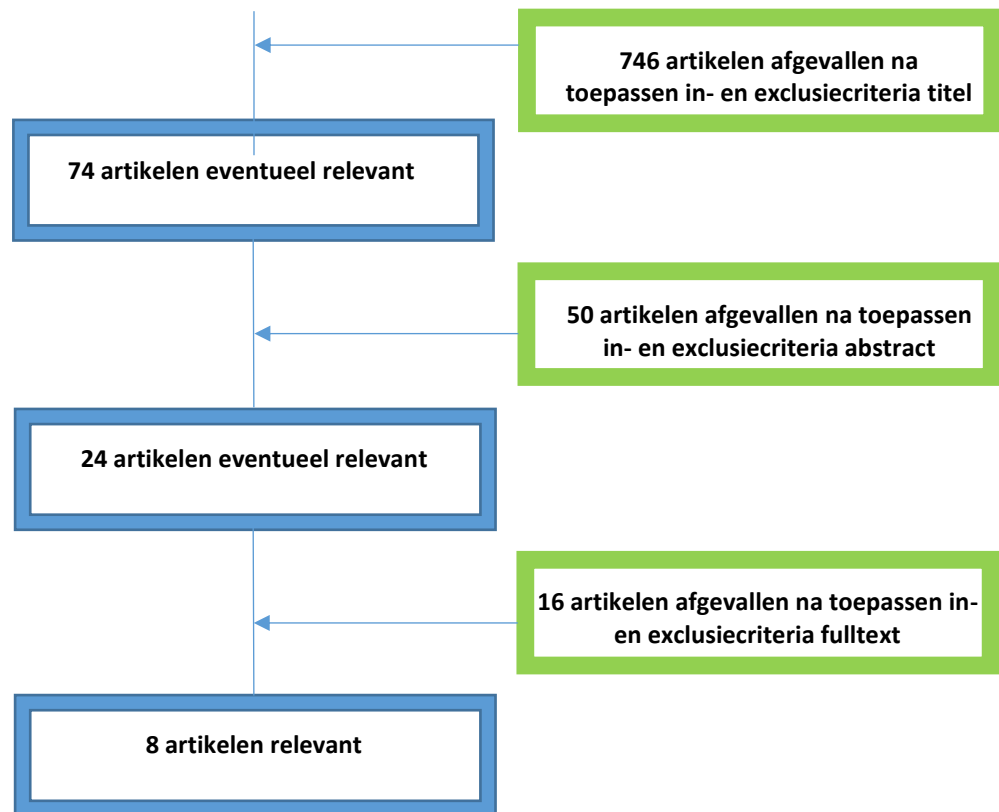 746 artikelen afgevallen na
toepassen in- en exclusiecriteria titel
74 artikelen eventueel relevant
50 artikelen afgevallen na toepassen
in- en exclusiecriteria abstract
24 artikelen eventueel relevant
16 artikelen afgevallen na toepassen in-
en exclusiecriteria fulltext
8 artikelen relevant